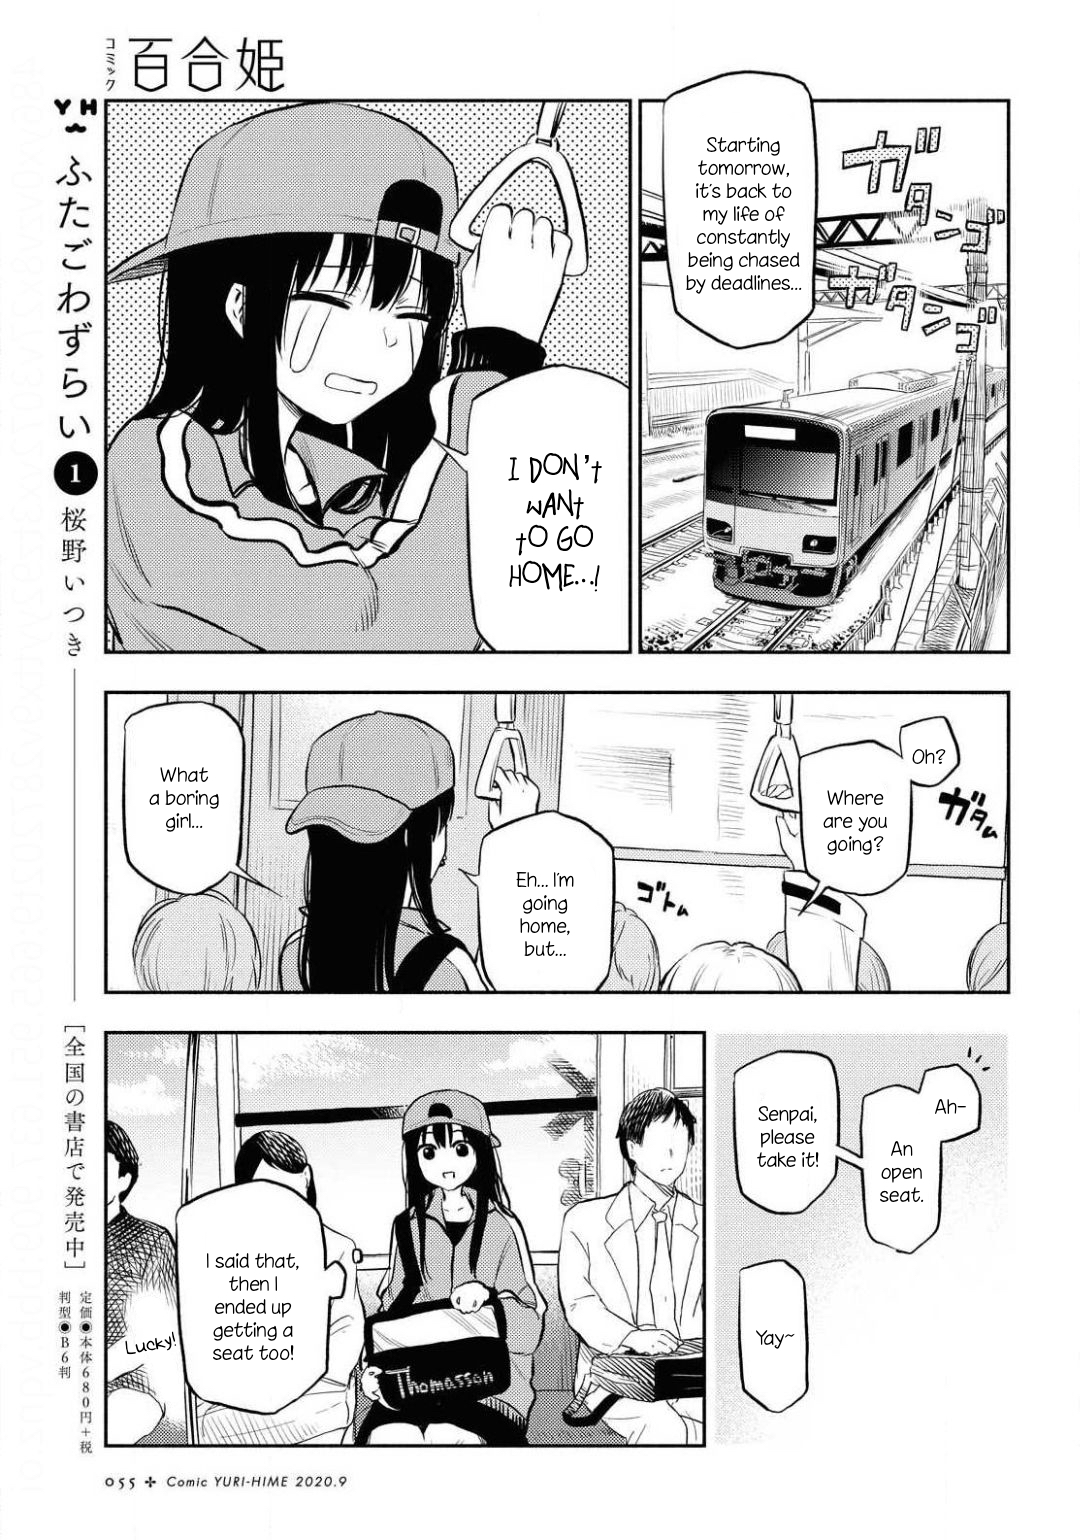 コミック
百合姫
YH
ふたごわずらい
1
桜野いつき
[全国の書店で発売中]
定価◉本体680円+税
判型◉B6判
Starting
tomorrow,
it's back to
my life of
constantly
being chased
by deadlines...
ガタンゴ
ガタンゴ
I DON't
WANt
tO GO
HOME...!
Oh?
Where
are you
going?
ガタム
ゴトム
Eh... I'm
going
home,
but...
What
a boring
girl...
Ah-
An
open
seat.
Senpai,
please
take it!
Yay~
I said that,
then I
ended up
getting a
seat too!
Lucky!
Thomasson
055 ✢ Comic YURI-HIME 2020.9